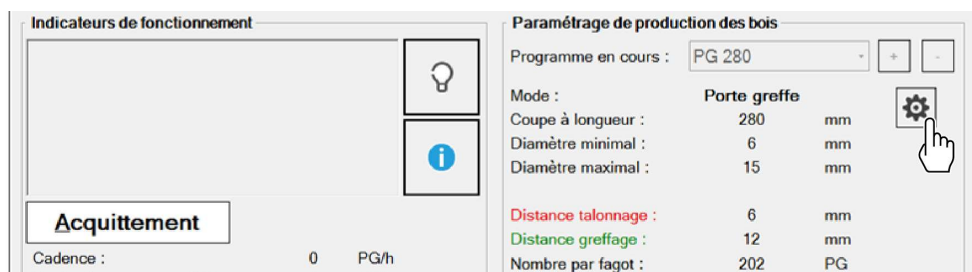 Indicateurs de fonctionnement
Acquittement
Cadence : 0 PG/h
Paramétrage de production des bois
Programme en cours : PG 280 + -
Mode : Porte greffe
Coupe à longueur : 280 mm
Diamètre minimal : 6 mm
Diamètre maximal : 15 mm
Distance talonnage : 6 mm
Distance greffage : 12 mm
Nombre par fagot : 202 PG